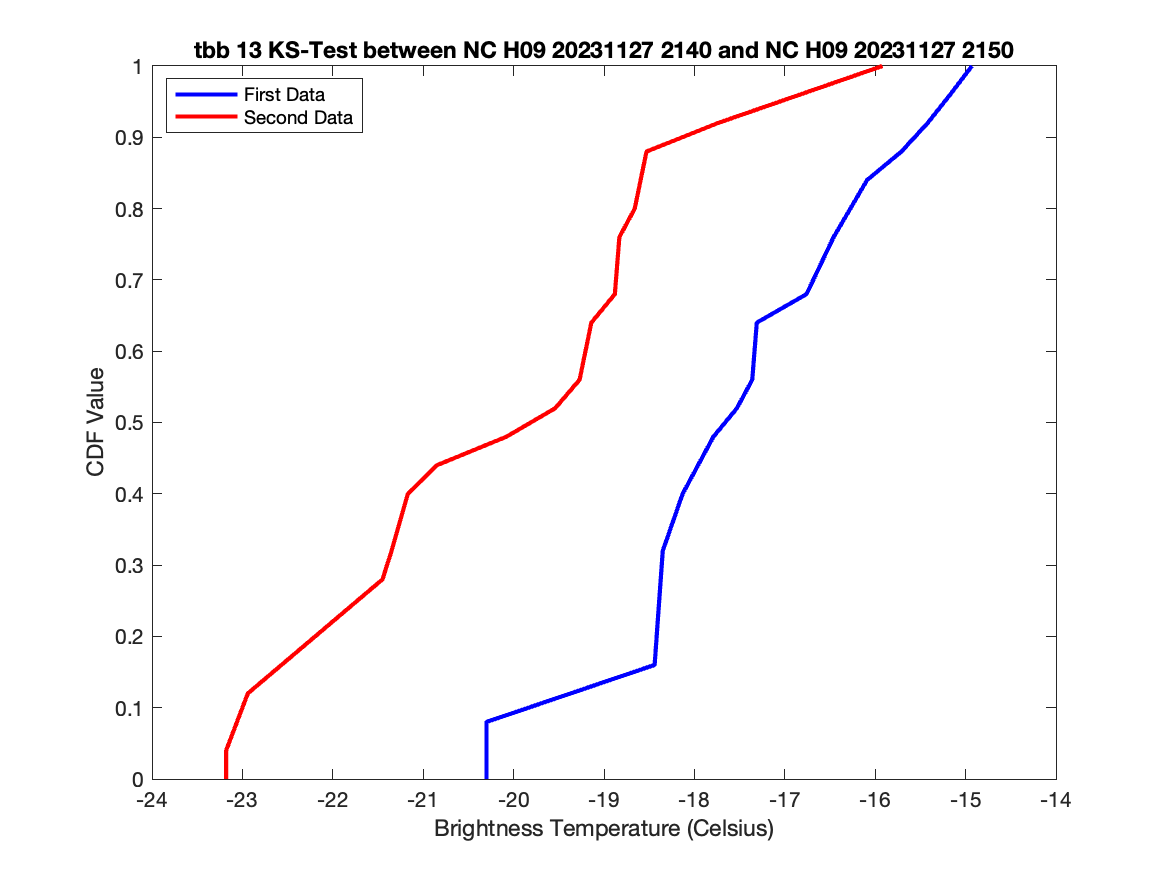 tbb 13 KS-Test between NC H09 20231127 2140 and NC H09 20231127 2150
First Data
Second Data
1
0.9
0.8
0.7
0.6
0.5
0.4
0.3
0.2
0.1
0
CDF Value
-24 -23 -22 -21 -20 -19 -18 -17 -16 -15 -14
Brightness Temperature (Celsius)